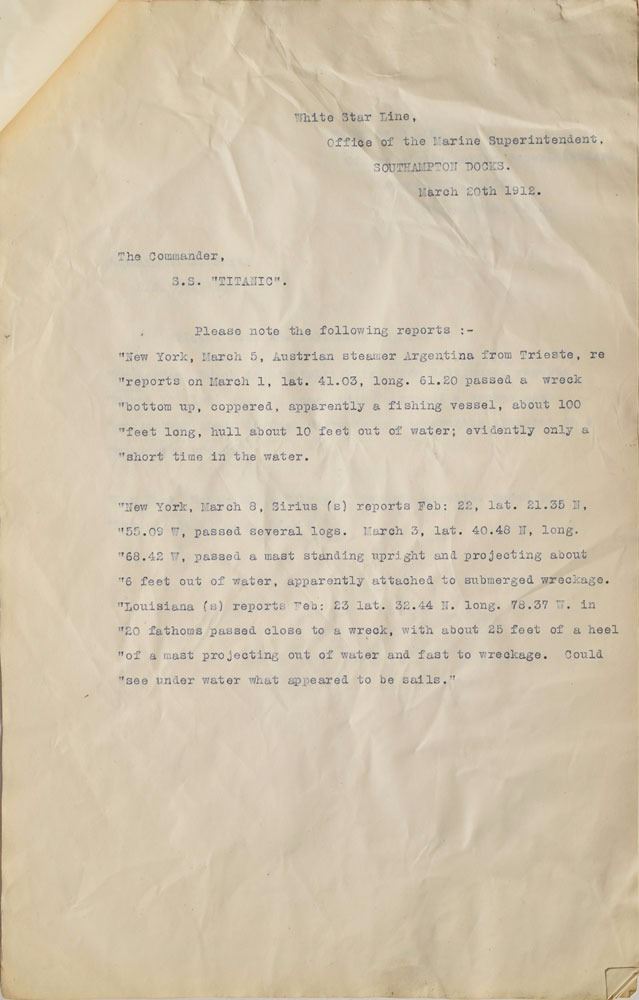 White Star Line,
Office of the Marine Superintendent,
SOUTHAMPTON DOCKS.
March 20th 1912.
The Commander,
S.S. "TITANIC".
Please note the following reports :-
"New York, March 5, Austrian steamer Argentina from Trieste, re
"reports on March 1, lat. 41.03, long. 61.20 passed a wreck
"bottom up, coppered, apparently a fishing vessel, about 100
"feet long, hull about 10 feet out of water; evidently only a
"short time in the water.
"New York, March 8, Sirius (s) reports Feb: 22, lat. 21.35 N,
"55.09 W, passed several logs. March 3, lat. 40.48 N, long.
"68.42 W, passed a mast standing upright and projecting about
"6 feet out of water, apparently attached to submerged wreckage.
"Louisiana (s) reports Feb: 23 lat. 32.44 N. long. 78.37 W. in
"20 fathoms passed close to a wreck, with about 25 feet of a heel
"of a mast projecting out of water and fast to wreckage. Could
"see under water what appeared to be sails."